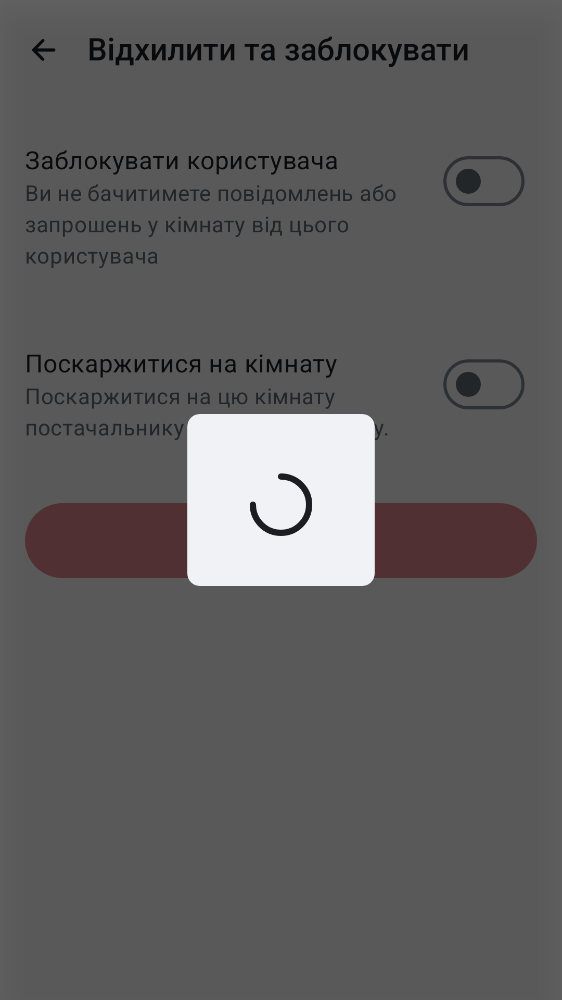 Відхилити та заблокувати
Заблокувати користувача
Ви не бачитимете повідомлень або
запрошень у кімнату від цього
користувача
Поскаржитися на кімнату
Поскаржитися на цю кімнату
постачальнику